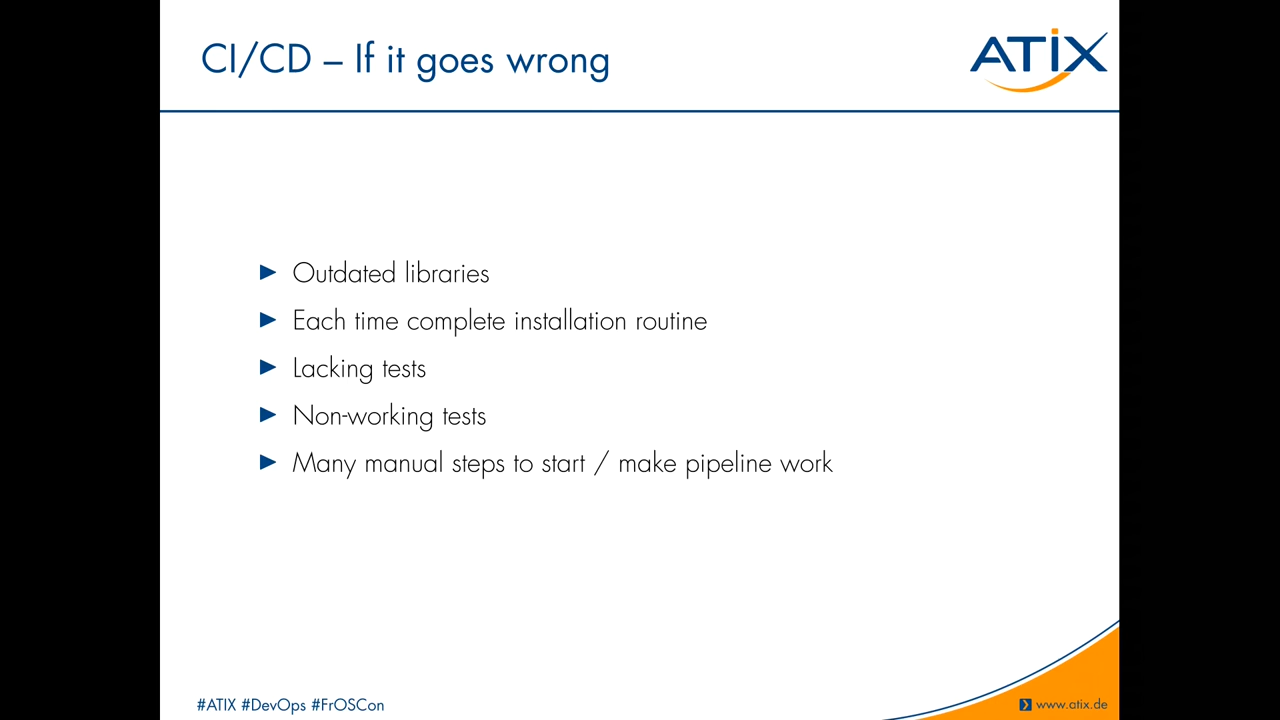 CI/CD – If it goes wrong
ATIX
Outdated libraries
Each time complete installation routine
Lacking tests
Non-working tests
Many manual steps to start / make pipeline work
#ATIX #DevOps #FrOSCon
www.atix.de